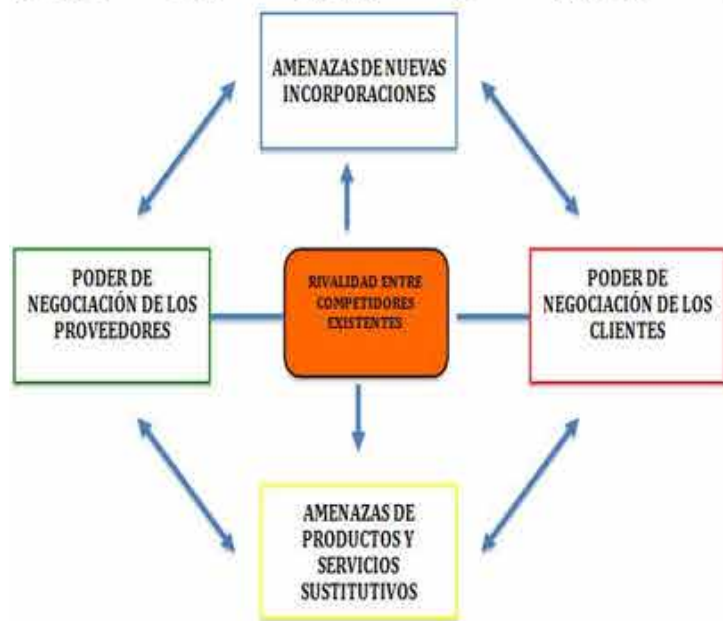 AMENAZAS DE NUEVAS
INCORPORACIONES
PODER DE
NEGOCIACIÓN DE LOS
PROVEEDORES
RIVALIDAD ENTRE
COMPETIDORES
EXISTENTES
PODER DE
NEGOCIACIÓN DE LOS
CLIENTES
AMENAZAS DE
PRODUCTOS Y
SERVICIOS
SUSTITUTIVOS